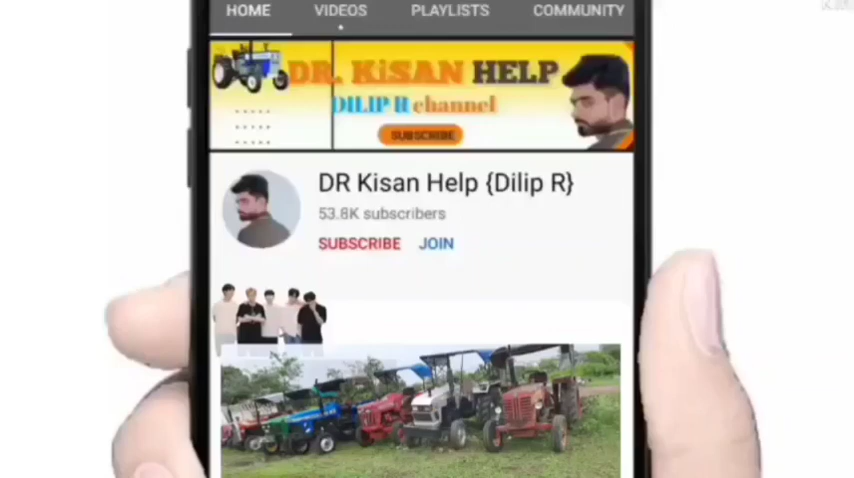 HOME VIDEOS PLAYLISTS COMMUNITY
DR. KiSAN HELP
DILIP R channel
SUBSCRIBE
DR Kisan Help {Dilip R}
53.8K subscribers
SUBSCRIBE JOIN